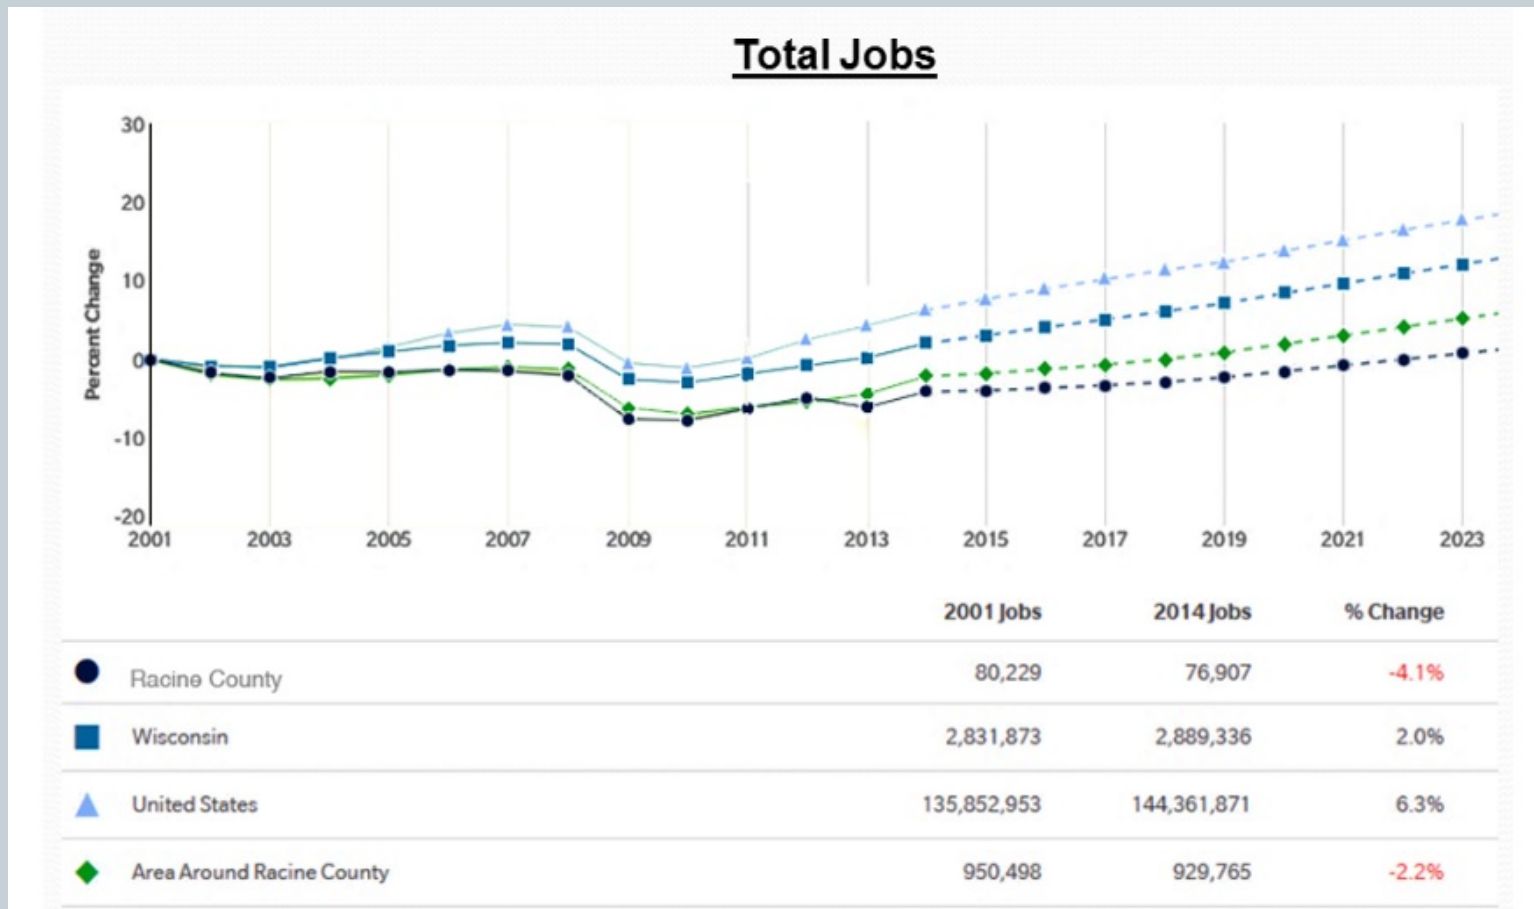 Total Jobs
Percent Change
30
20
10
0
-10
-20
2001 2003 2005 2007 2009 2011 2013 2015 2017 2019 2021 2023
2001 Jobs 2014 Jobs % Change
Racine County 80,229 76,907 -4.1%
Wisconsin 2,831,873 2,889,336 2.0%
United States 135,852,953 144,361,871 6.3%
Area Around Racine County 950,498 929,765 -2.2%